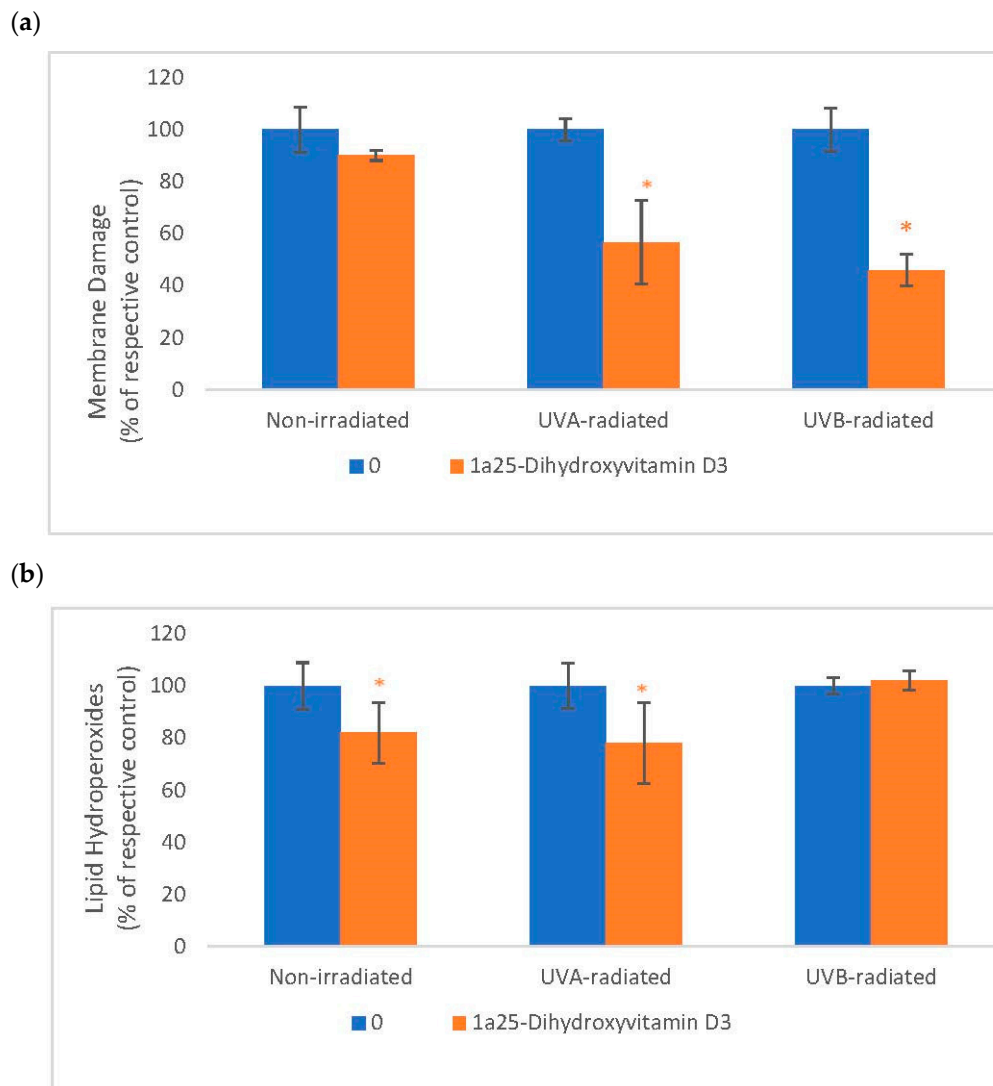 (a)
120
100
80
60
40
20
0
Membrane Damage
(% of respective control)
*
*
Non-irradiated UVA-radiated UVB-radiated
0 1a25-Dihydroxyvitamin D3
(b)
120
100
80
60
40
20
0
Lipid Hydroperoxides
(% of respective control)
* *
Non-irradiated UVA-radiated UVB-radiated
0 1a25-Dihydroxyvitamin D3